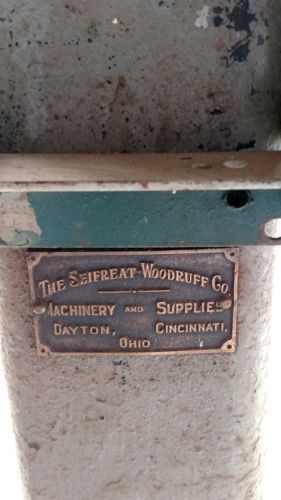 THE SEIFREAT-WOODRUFF CO.
MACHINERY AND SUPPLIES
DAYTON, CINCINNATI,
OHIO